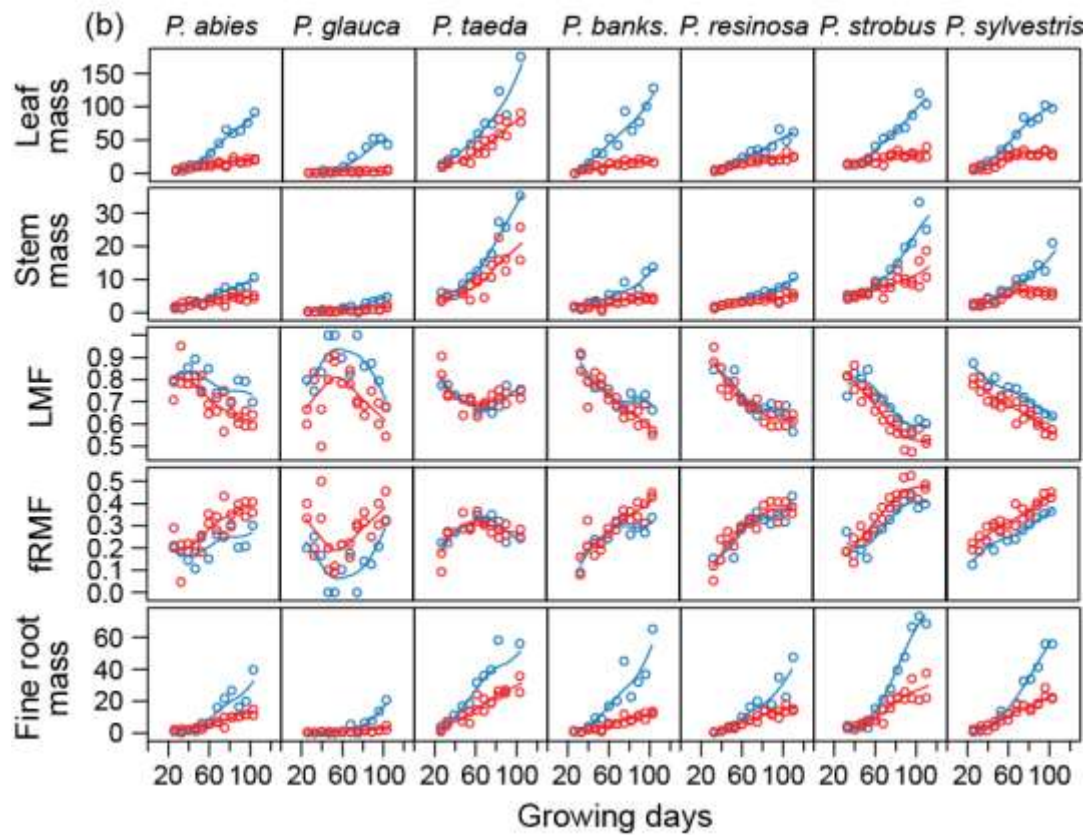 (b) P. abies P. glauca P. taeda P. banks. P. resinosa P. strobus P. sylvestris
Leaf mass
150
100
50
0
Stem mass
30
20
10
0
LMF
0.9
0.8
0.7
0.6
0.5
fRMF
0.5
0.4
0.3
0.2
0.1
0.0
Fine root mass
60
40
20
0
20 60 100 20 60 100 20 60 100 20 60 100 20 60 100 20 60 100 20 60 100
Growing days